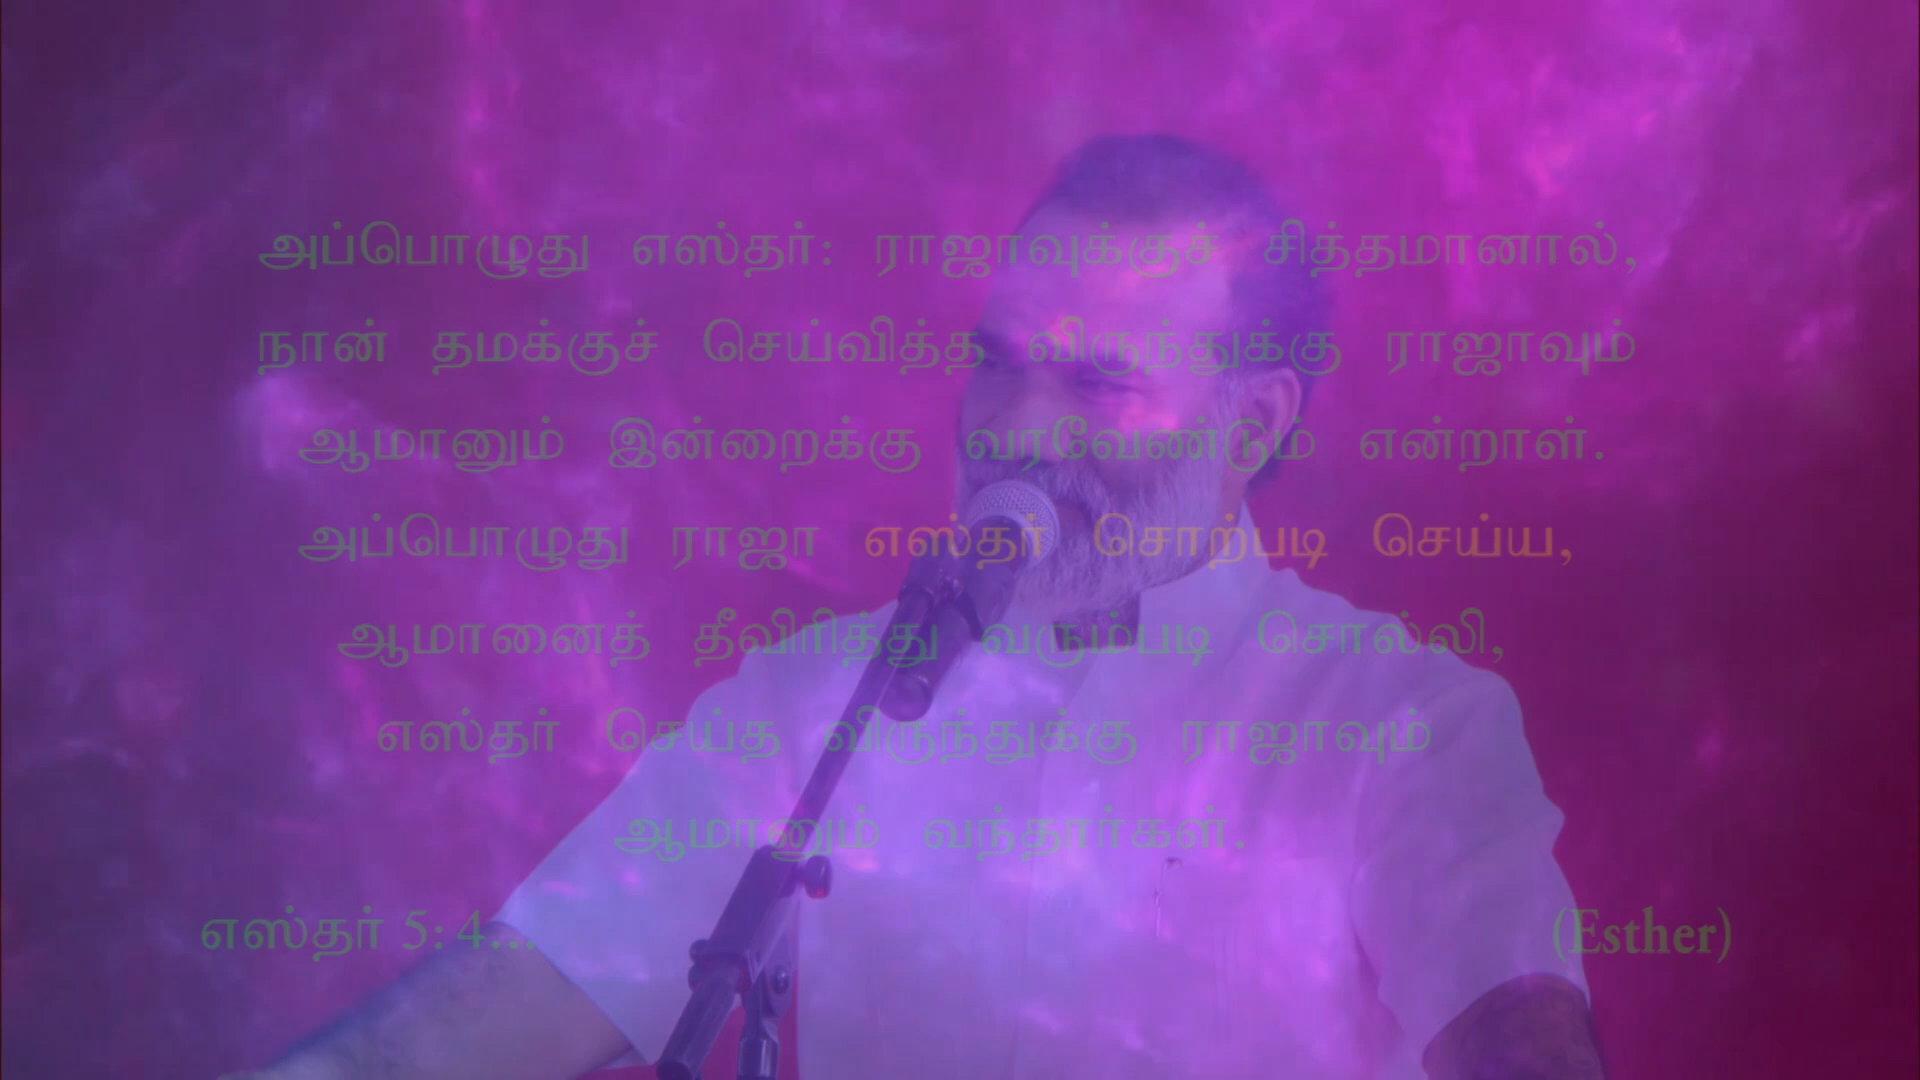 அப்பொழுது எஸ்தர்: ராஜாவுக்குச் சித்தமானால்,
நான் தமக்குச் செய்வித்த விருந்துக்கு ராஜாவும்
ஆமானும் இன்றைக்கு வரவேண்டும் என்றாள்.
அப்பொழுது ராஜா எஸ்தர் சொற்படி செய்ய,
ஆமானைத் தீவிரித்து வரும்படி சொல்லி,
எஸ்தர் செய்த விருந்துக்கு ராஜாவும்
ஆமானும் வந்தார்கள்.
எஸ்தர் 5: 4... (Esther)